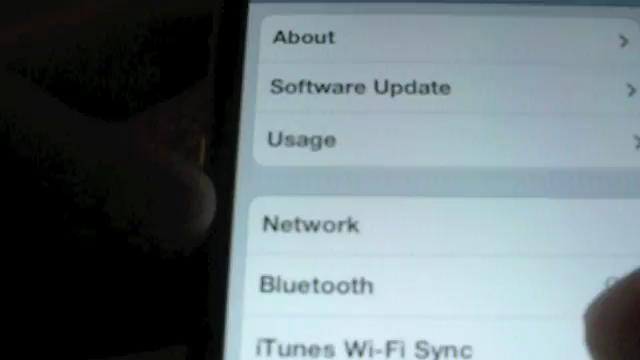 About
Software Update
Usage
Network
Bluetooth
iTunes Wi-Fi Sync